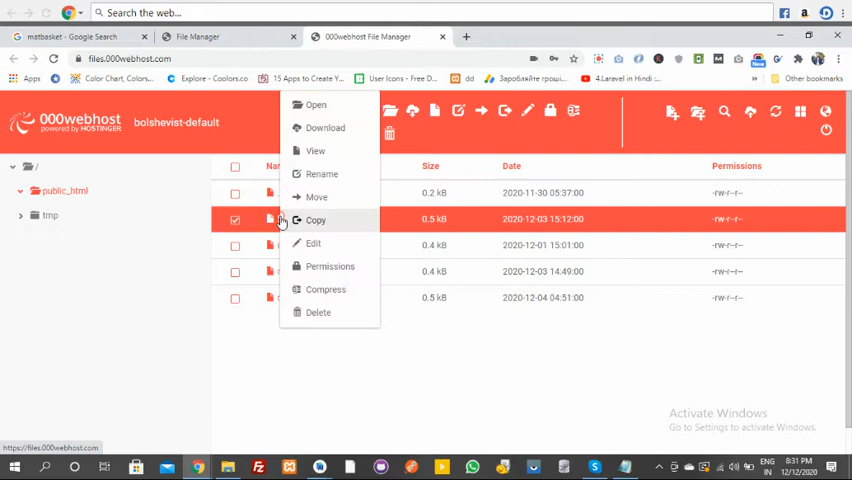 Search the web...
matbasket - Google Search
File Manager
000webhost File Manager
files.000webhost.com
New
Apps
Color Chart, Color...
Explore - Coolors.co
15 Apps to Create Y...
User Icons - Free D...
dd
Заробляйте гроші...
4.Laravel in Hindi :...
Other bookmarks
000webhost
powered by HOSTINGER
bolshevist-default
/
public_html
tmp
Size
Date
Permissions
0.2 kB
2020-11-30 05:37:00
-rw-r--r--
0.5 kB
2020-12-03 15:12:00
-rw-r--r--
0.4 kB
2020-12-01 15:01:00
-rw-r--r--
0.4 kB
2020-12-03 14:49:00
-rw-r--r--
0.5 kB
2020-12-04 04:51:00
-rw-r--r--
Open
Download
View
Rename
Move
Copy
Edit
Permissions
Compress
Delete
Activate Windows
Go to Settings to activate Windows.
https://files.000webhost.com
ENG
IN
8:31 PM
12/12/2020